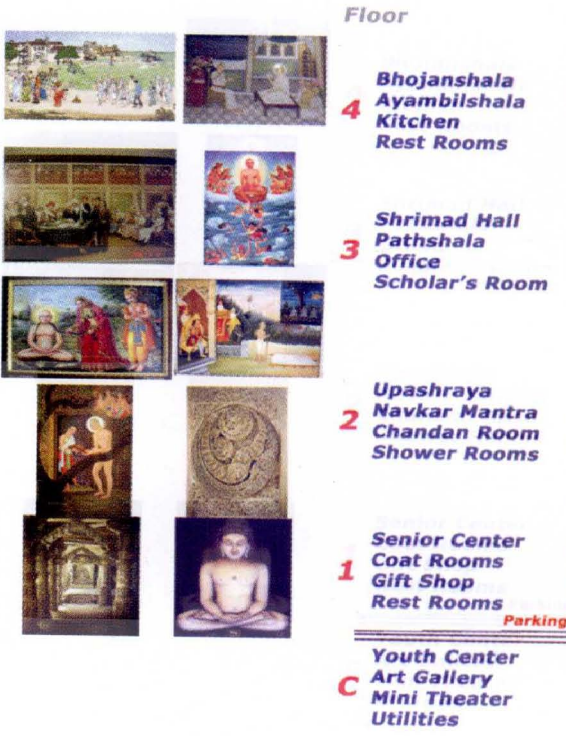 Floor
4
Bhojanshala
Ayambilshala
Kitchen
Rest Rooms
3
Shrimad Hall
Pathshala
Office
Scholar's Room
2
Upashraya
Navkar Mantra
Chandan Room
Shower Rooms
1
Senior Center
Coat Rooms
Gift Shop
Rest Rooms
Parking
C
Youth Center
Art Gallery
Mini Theater
Utilities